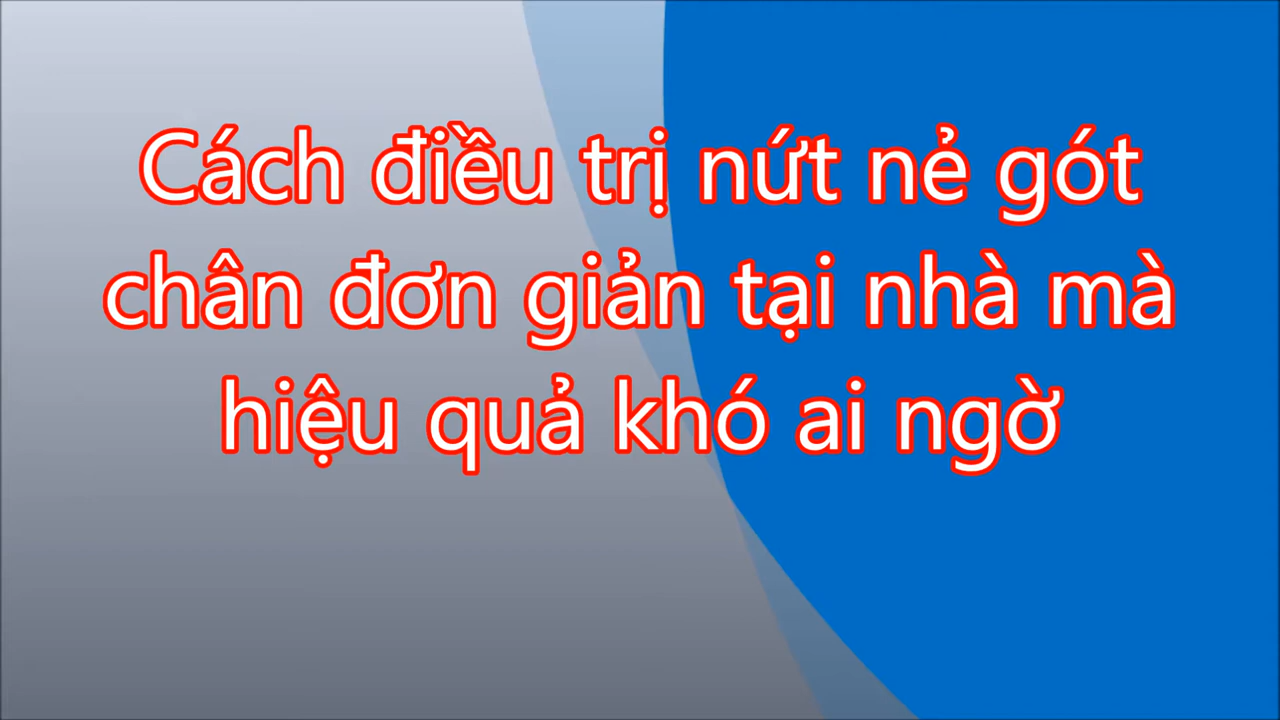 Cách điều trị nứt nẻ gót
chân đơn giản tại nhà mà
hiệu quả khó ai ngờ